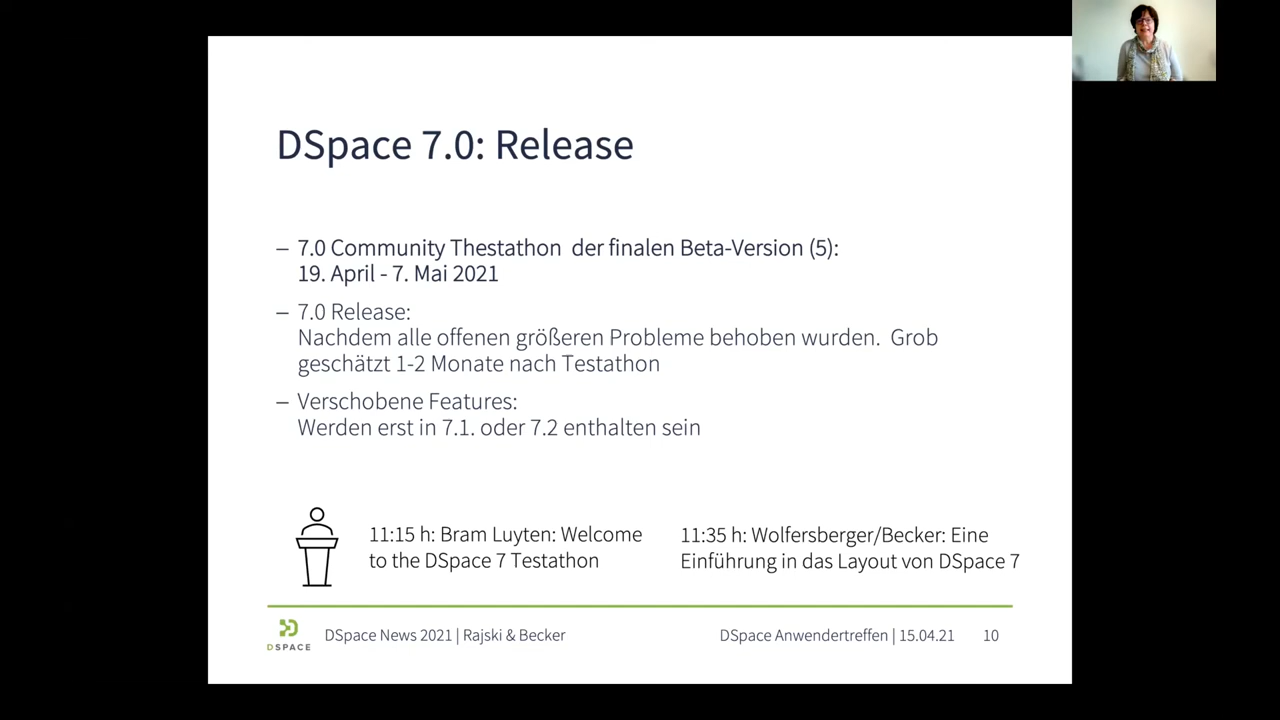 DSpace 7.0: Release
– 7.0 Community Thestathon der finalen Beta-Version (5):
19. April - 7. Mai 2021
– 7.0 Release:
Nachdem alle offenen größeren Probleme behoben wurden. Grob
geschätzt 1-2 Monate nach Testathon
– Verschobene Features:
Werden erst in 7.1. oder 7.2 enthalten sein
11:15 h: Bram Luyten: Welcome
to the DSpace 7 Testathon
11:35 h: Wolfersberger/Becker: Eine
Einführung in das Layout von DSpace 7
DSPACE
DSpace News 2021 | Rajski & Becker
DSpace Anwendertreffen | 15.04.21
10